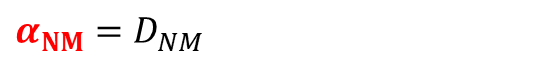 α_NM = D_NM